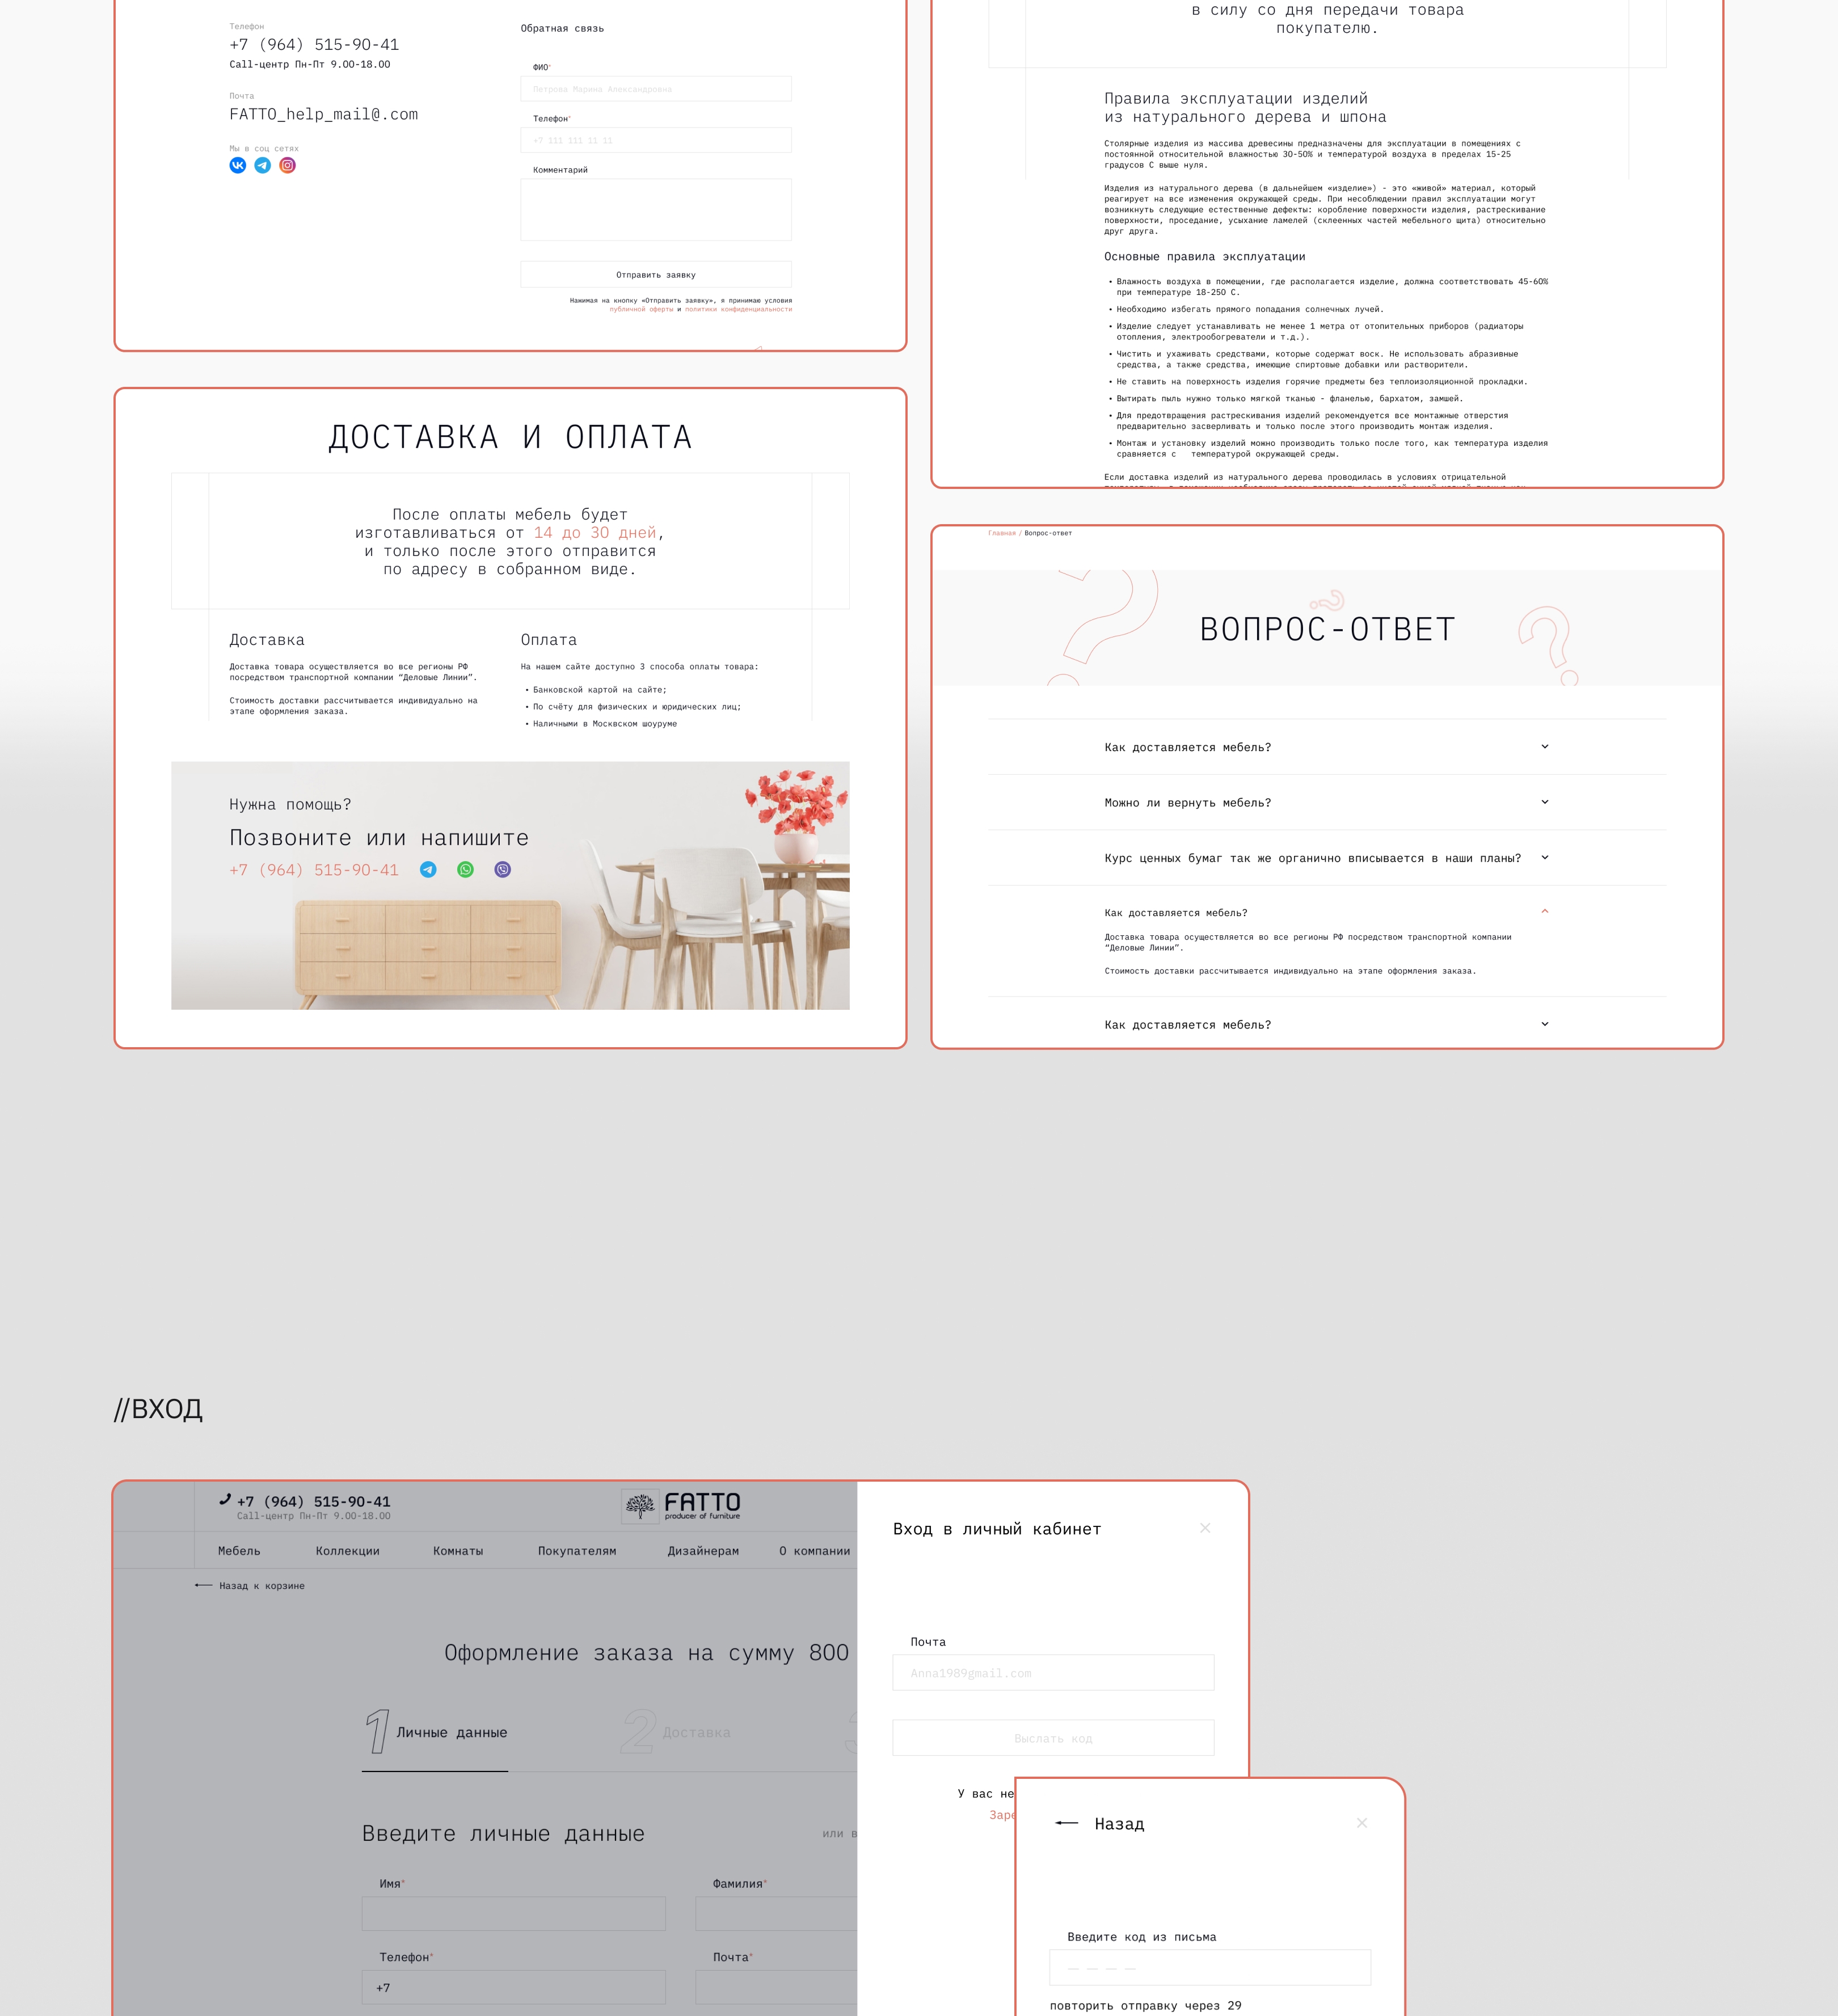 Телефон
+7 (964) 515-90-41
Call-центр Пн-Пт 9.00-18.00
Почта
FATTO_help_mail@.com
Мы в соц сетях
Обратная связь
ФИО*
Петрова Марина Александровна
Телефон*
+7 111 111 11 11
Комментарий
Отправить заявку
Нажимая на кнопку «Отправить заявку», я принимаю условия
публичной оферты и политики конфиденциальности
в силу со дня передачи товара
покупателю.
Правила эксплуатации изделий
из натурального дерева и шпона
Столярные изделия из массива древесины предназначены для эксплуатации в помещениях с
постоянной относительной влажностью 30-50% и температурой воздуха в пределах 15-25
градусов С выше нуля.
Изделия из натурального дерева (в дальнейшем «изделие») - это «живой» материал, который
реагирует на все изменения окружающей среды. При несоблюдении правил эксплуатации могут
возникнуть следующие естественные дефекты: коробление поверхности изделия, растрескивание
поверхности, проседание, усыхание ламелей (склеенных частей мебельного щита) относительно
друг друга.
Основные правила эксплуатации
• Влажность воздуха в помещении, где располагается изделие, должна соответствовать 45-60%
при температуре 18-250 С.
• Необходимо избегать прямого попадания солнечных лучей.
• Изделие следует устанавливать не менее 1 метра от отопительных приборов (радиаторы
отопления, электрообогреватели и т.д.).
• Чистить и ухаживать средствами, которые содержат воск. Не использовать абразивные
средства, а также средства, имеющие спиртовые добавки или растворители.
• Не ставить на поверхность изделия горячие предметы без теплоизоляционной прокладки.
• Вытирать пыль нужно только мягкой тканью - фланелью, бархатом, замшей.
• Для предотвращения растрескивания изделий рекомендуется все монтажные отверстия
предварительно засверливать и только после этого производить монтаж изделия.
• Монтаж и установку изделий можно производить только после того, как температура изделия
сравняется с температурой окружающей среды.
Если доставка изделий из натурального дерева проводилась в условиях отрицательной
ДОСТАВКА И ОПЛАТА
После оплаты мебель будет
изготавливаться от 14 до 30 дней,
и только после этого отправится
по адресу в собранном виде.
Доставка
Доставка товара осуществляется во все регионы РФ
посредством транспортной компании “Деловые Линии”.
Стоимость доставки рассчитывается индивидуально на
этапе оформления заказа.
Оплата
На нашем сайте доступно 3 способа оплаты товара:
• Банковской картой на сайте;
• По счёту для физических и юридических лиц;
• Наличными в Москвском шоуруме
Нужна помощь?
Позвоните или напишите
+7 (964) 515-90-41
Главная / Вопрос-ответ
ВОПРОС-ОТВЕТ
Как доставляется мебель?
Можно ли вернуть мебель?
Курс ценных бумаг так же органично вписывается в наши планы?
Как доставляется мебель?
Доставка товара осуществляется во все регионы РФ посредством транспортной компании
“Деловые Линии”.
Стоимость доставки рассчитывается индивидуально на этапе оформления заказа.
Как доставляется мебель?
//ВХОД
+7 (964) 515-90-41
Call-центр Пн-Пт 9.00-18.00
FATTO
producer of furniture
Мебель Коллекции Комнаты Покупателям Дизайнерам О компании
Назад к корзине
Оформление заказа на сумму 800
1 Личные данные
2 Доставка
3
Введите личные данные
или в
Имя*
Фамилия*
Телефон*
Почта*
+7
Вход в личный кабинет
Почта
Anna1989gmail.com
Выслать код
У вас не
Заре
Назад
Введите код из письма
повторить отправку через 29